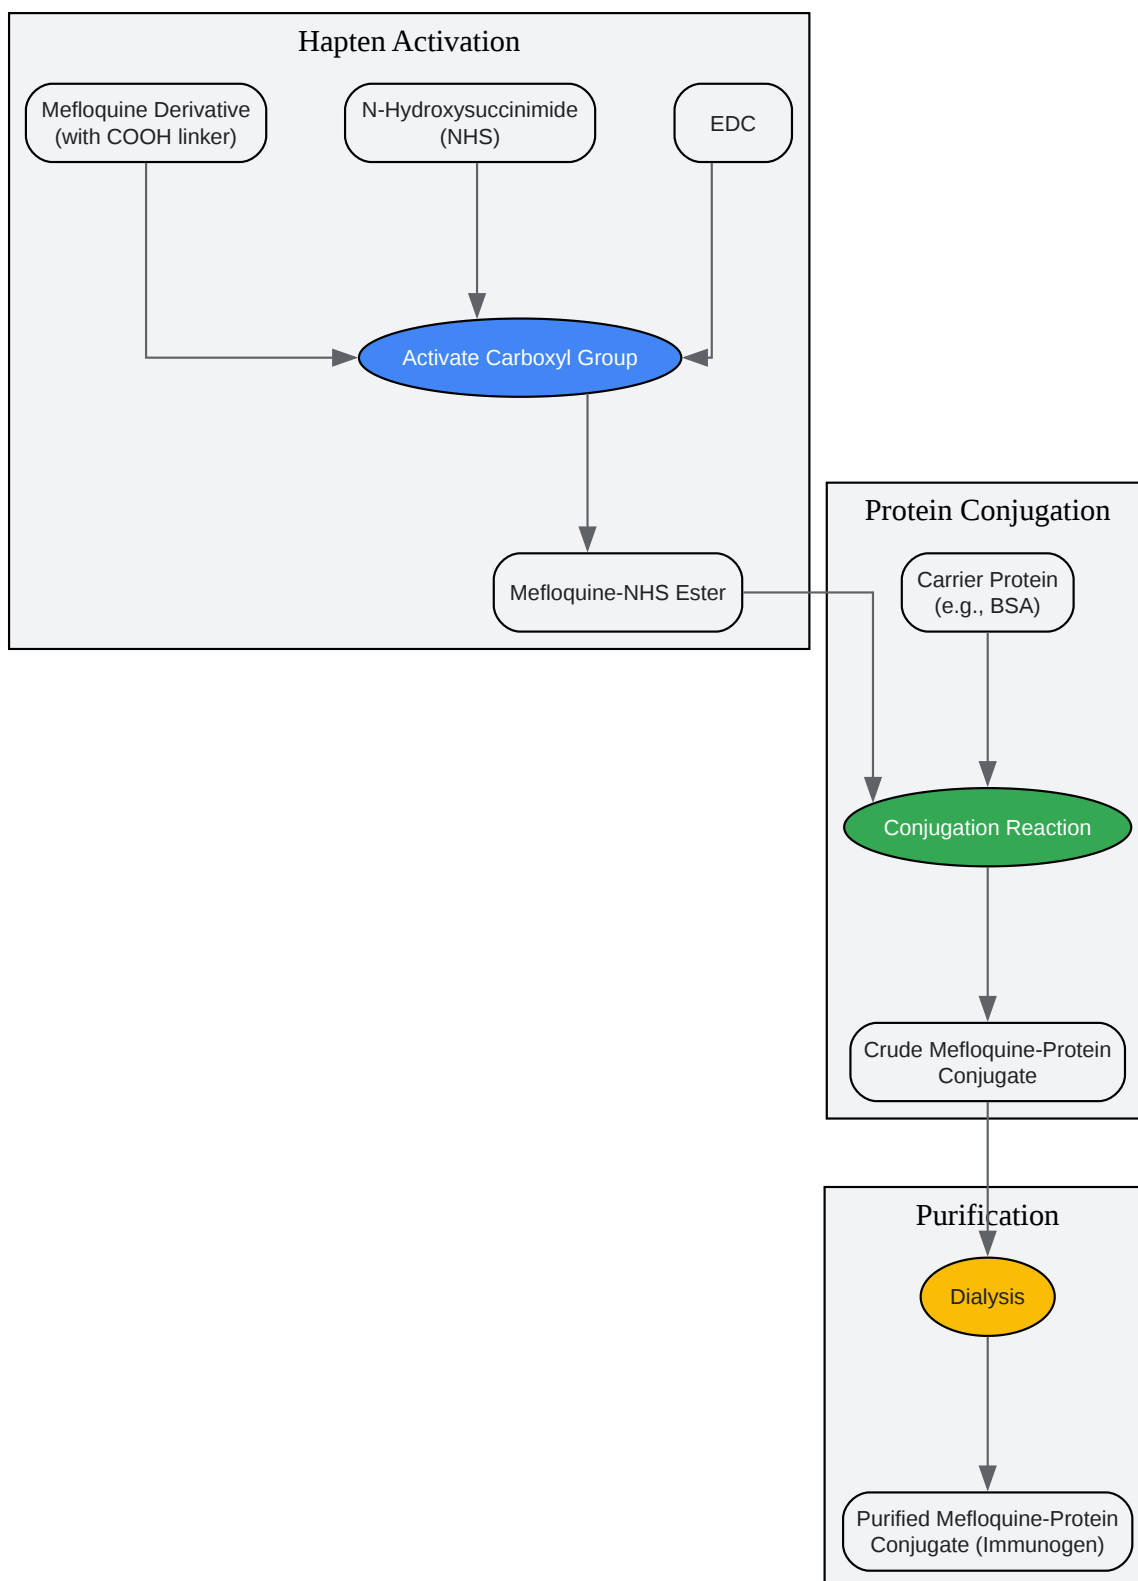 Hapten Activation
Mefloquine Derivative
(with COOH linker)
N-Hydroxysuccinimide
(NHS)
EDC
Activate Carboxyl Group
Mefloquine-NHS Ester
Protein Conjugation
Carrier Protein
(e.g., BSA)
Conjugation Reaction
Crude Mefloquine-Protein
Conjugate
Purification
Dialysis
Purified Mefloquine-Protein
Conjugate (Immunogen)